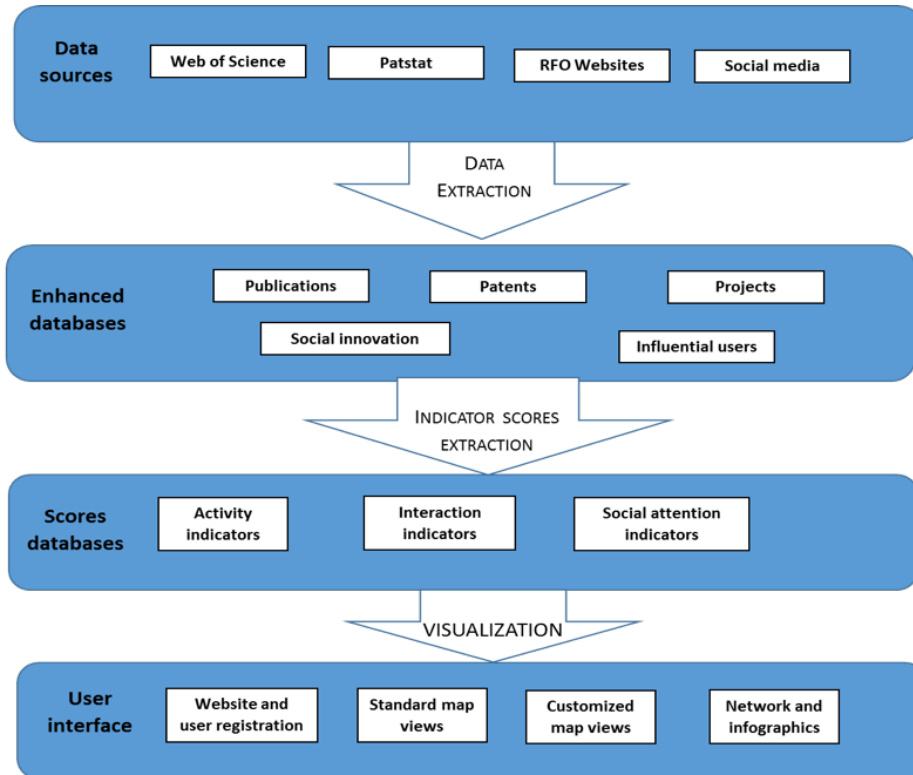 Data
sources
Web of Science
Patstat
RFO Websites
Social media
DATA
EXTRACTION
Enhanced
databases
Publications
Patents
Projects
Social innovation
Influential users
INDICATOR SCORES
EXTRACTION
Scores
databases
Activity
indicators
Interaction
indicators
Social attention
indicators
VISUALIZATION
User
interface
Website and
user registration
Standard map
views
Customized
map views
Network and
infographics